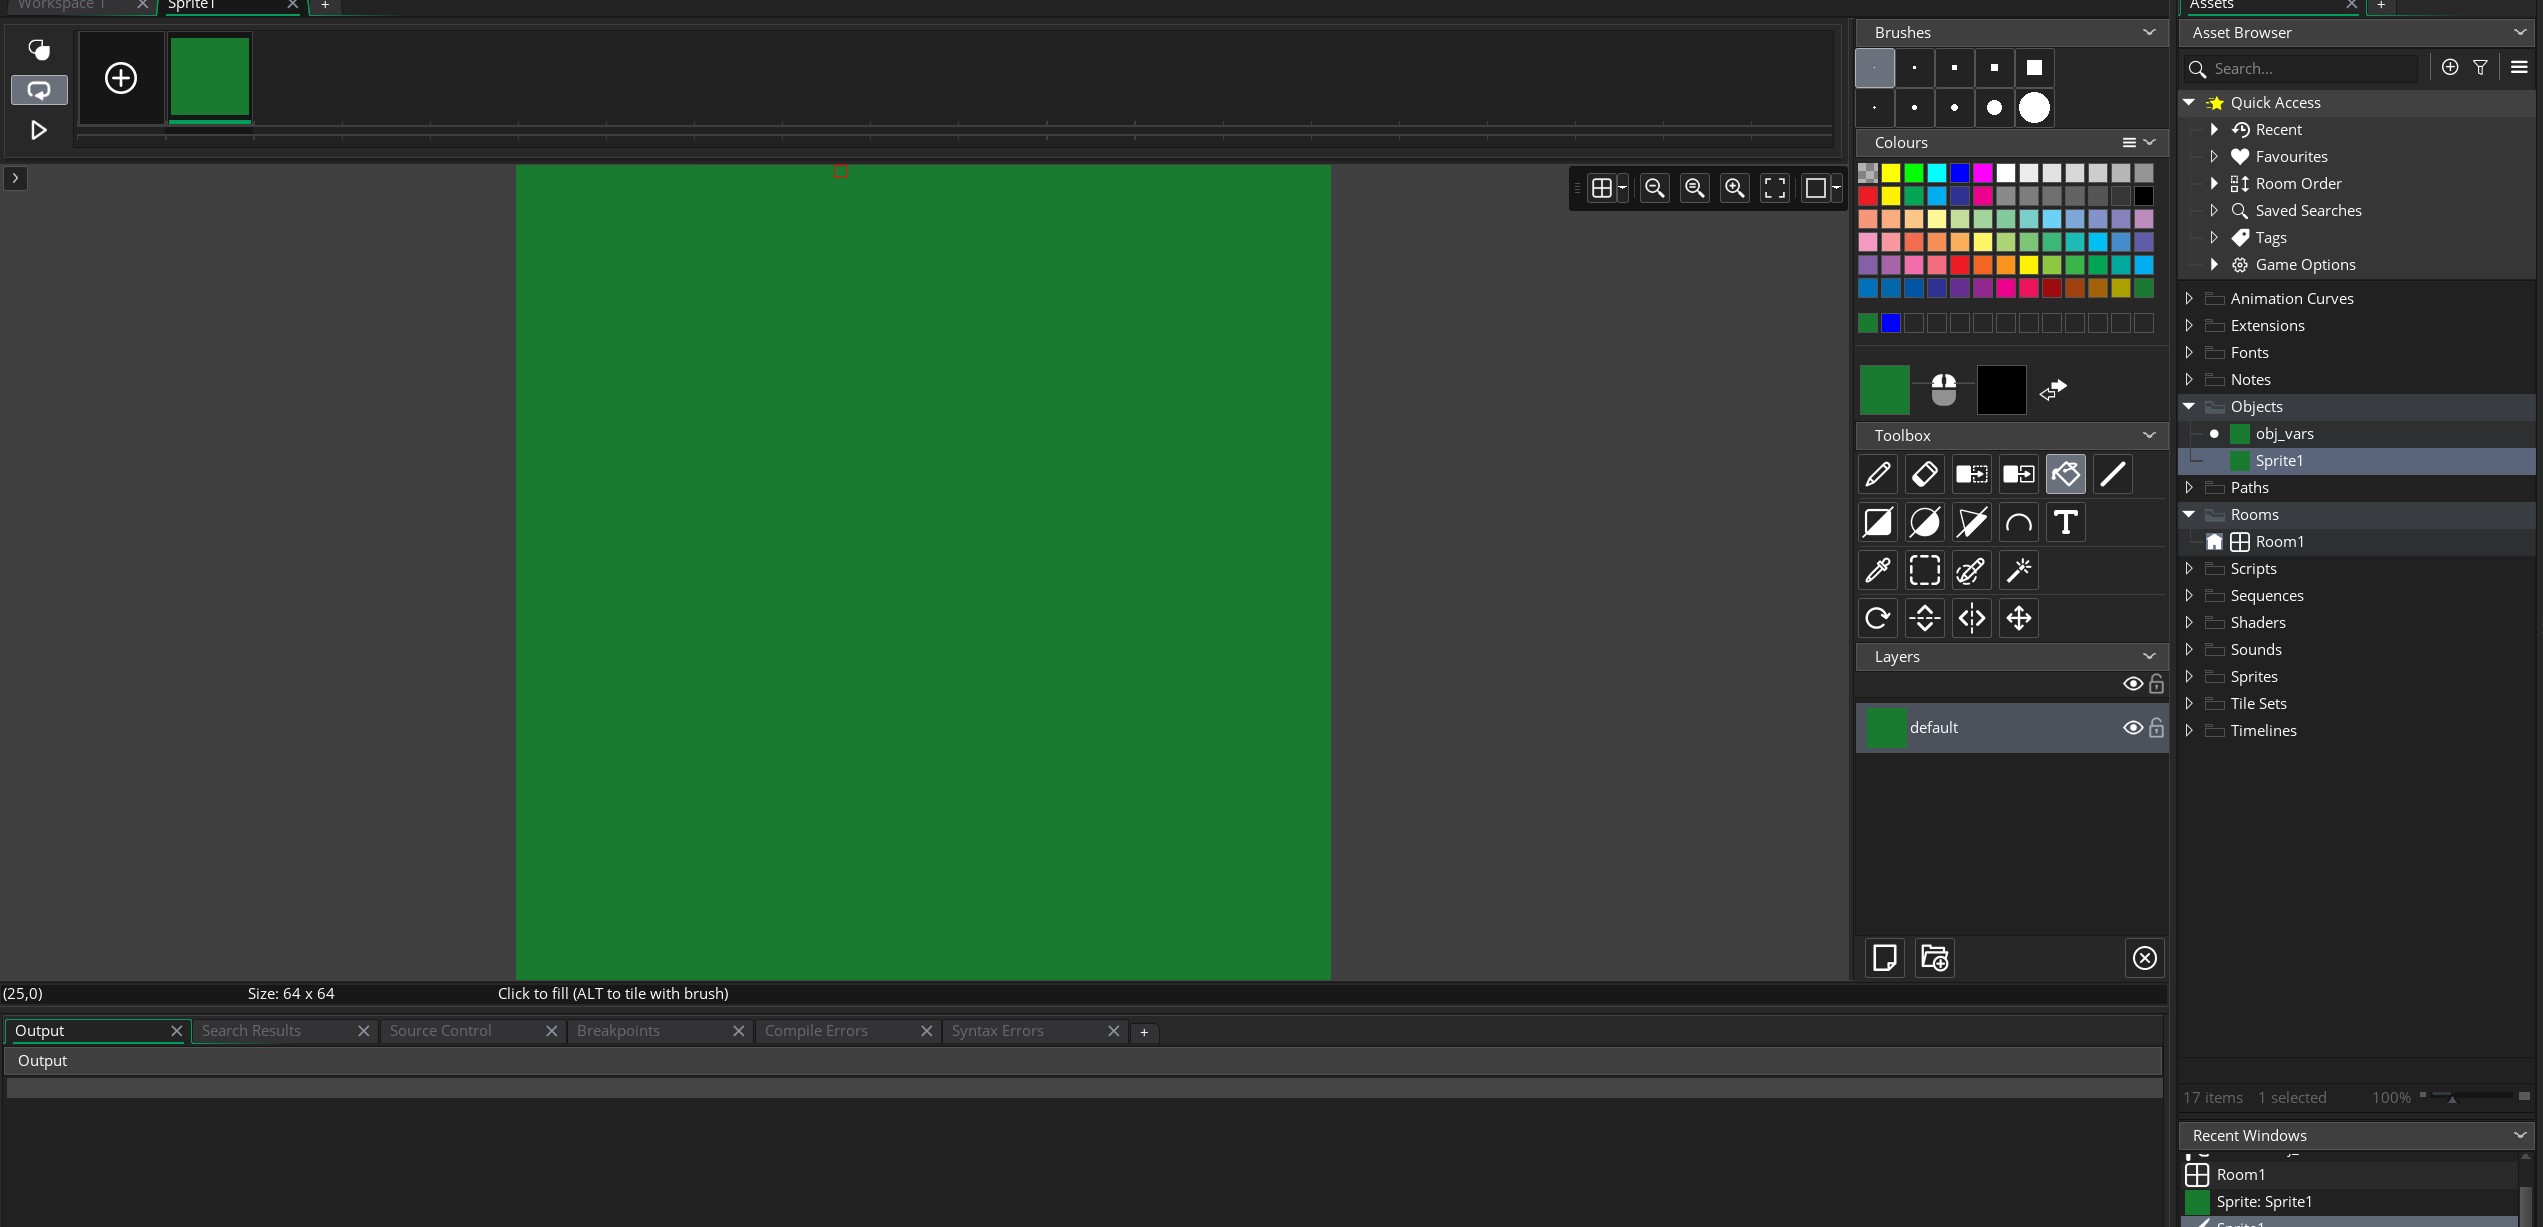 Workspace 1
Sprite1
+
Assets
+
Brushes
Asset Browser
Search...
Quick Access
Recent
Favourites
Room Order
Saved Searches
Tags
Game Options
Colours
Animation Curves
Extensions
Fonts
Notes
Objects
obj_vars
Sprite1
Paths
Rooms
Room1
Scripts
Sequences
Shaders
Sounds
Sprites
Tile Sets
Timelines
Toolbox
T
Layers
default
(25,0)
Size: 64 x 64
Click to fill (ALT to tile with brush)
Output
Search Results
Source Control
Breakpoints
Compile Errors
Syntax Errors
+
Output
17 items
1 selected
100%
Recent Windows
Room1
Sprite: Sprite1
Sprite1